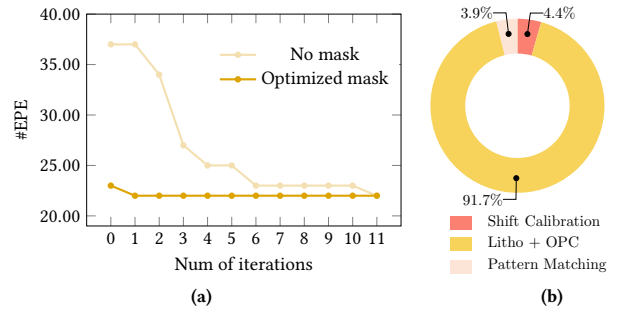 40.00
35.00
30.00
25.00
20.00
#EPE
No mask
Optimized mask
0 1 2 3 4 5 6 7 8 9 10 11
Num of iterations
(a)
3.9%
4.4%
91.7%
Shift Calibration
Litho + OPC
Pattern Matching
(b)